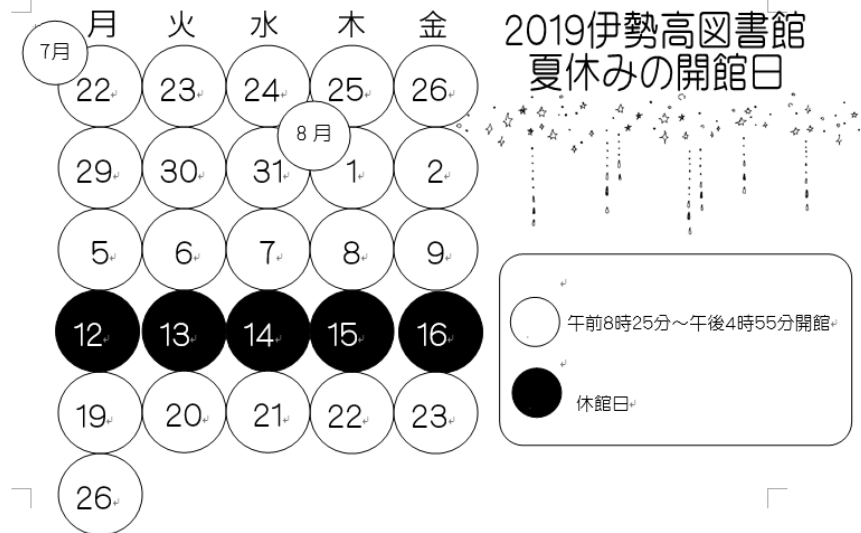 2019伊勢高図書館
夏休みの開館日
月 火 水 木 金
7月
22 23 24 25 26
8月
29 30 31 1 2
5 6 7 8 9
12 13 14 15 16
19 20 21 22 23
26
午前8時25分～午後4時55分開館
休館日